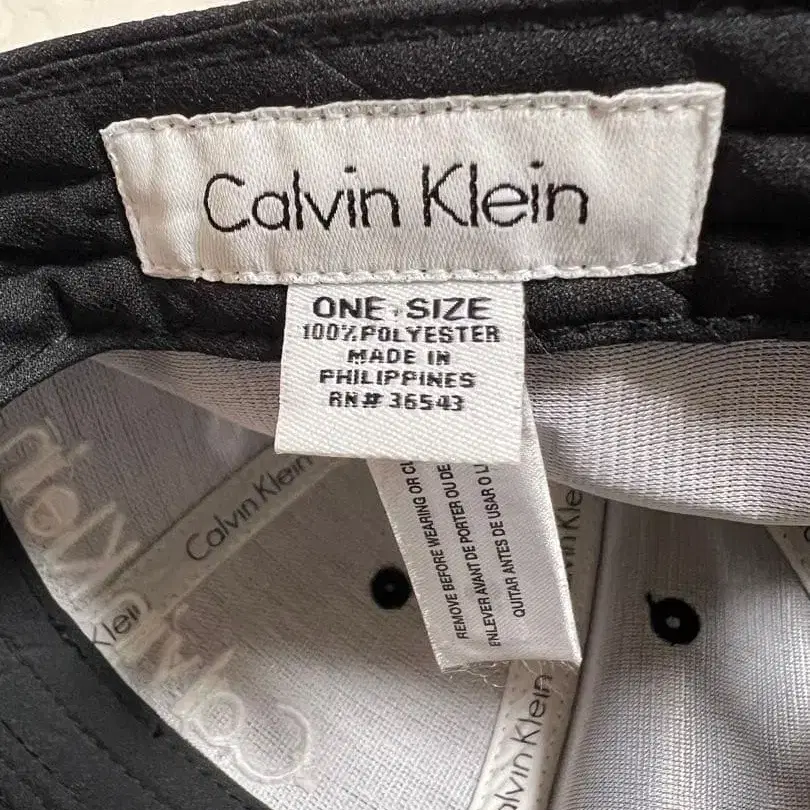 Calvin Klein
ONE SIZE
100% POLYESTER
MADE IN
PHILIPPINES
RN# 36543
REMOVE BEFORE WEARING OR
ENLEVER AVANT DE PORTER OU DE
QUITAR ANTES DE USAR O
Calvin Klein
Klein
Calvin Klein
Calvin Klein